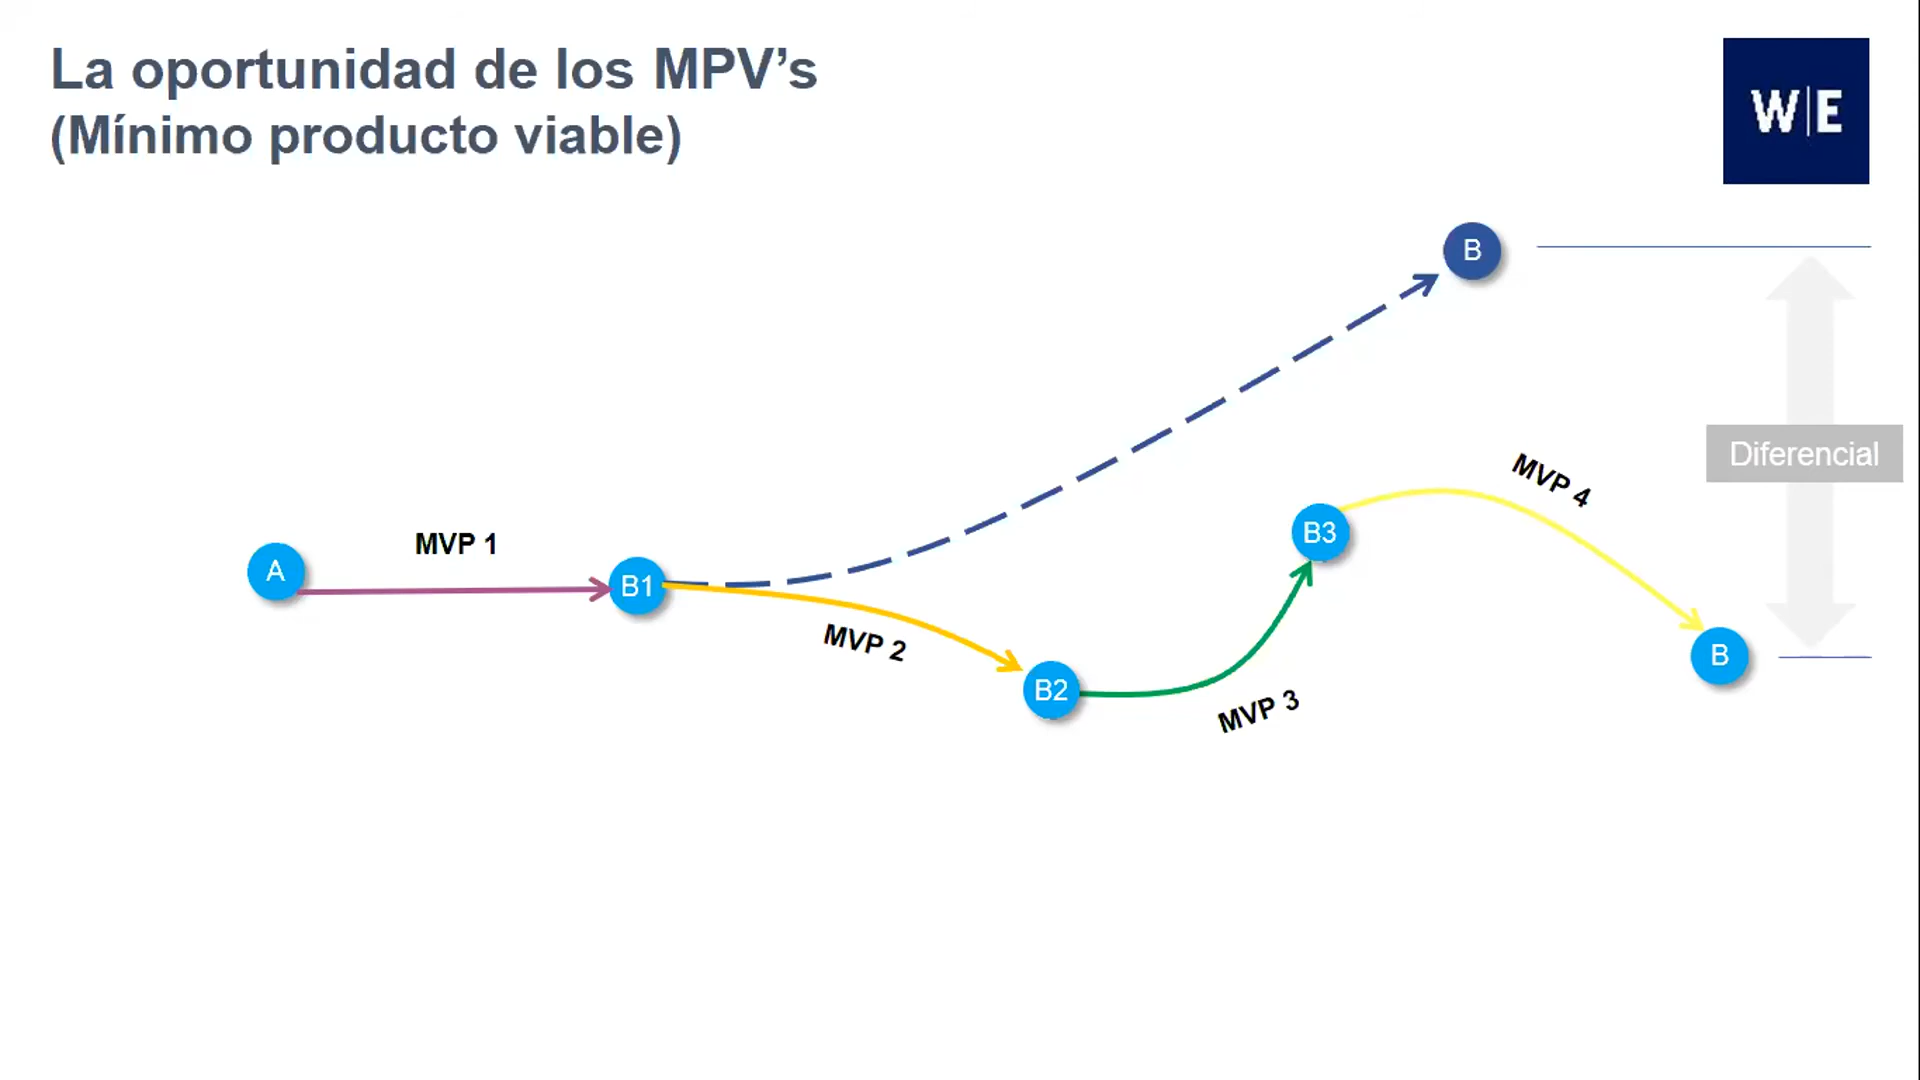 La oportunidad de los MPV’s
(Mínimo producto viable)
W|E
B
Diferencial
MVP 4
B3
MVP 1
A
B1
MVP 2
B2
MVP 3
B